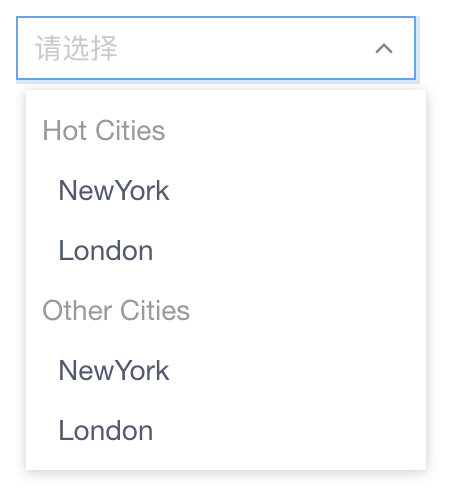 请选择
Hot Cities
NewYork
London
Other Cities
NewYork
London